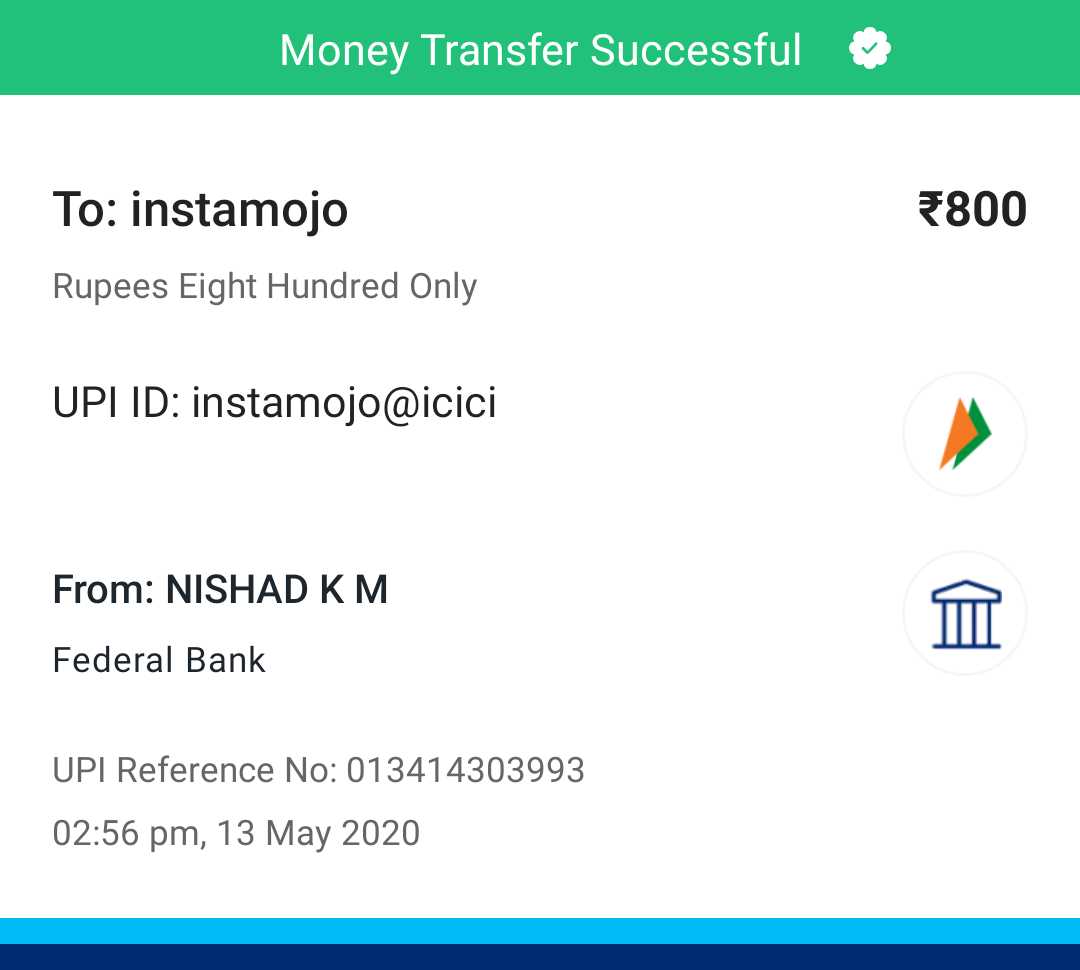 Money Transfer Successful
To: instamojo
₹800
Rupees Eight Hundred Only
UPI ID: instamojo@icici
From: NISHAD K M
Federal Bank
UPI Reference No: 013414303993
02:56 pm, 13 May 2020